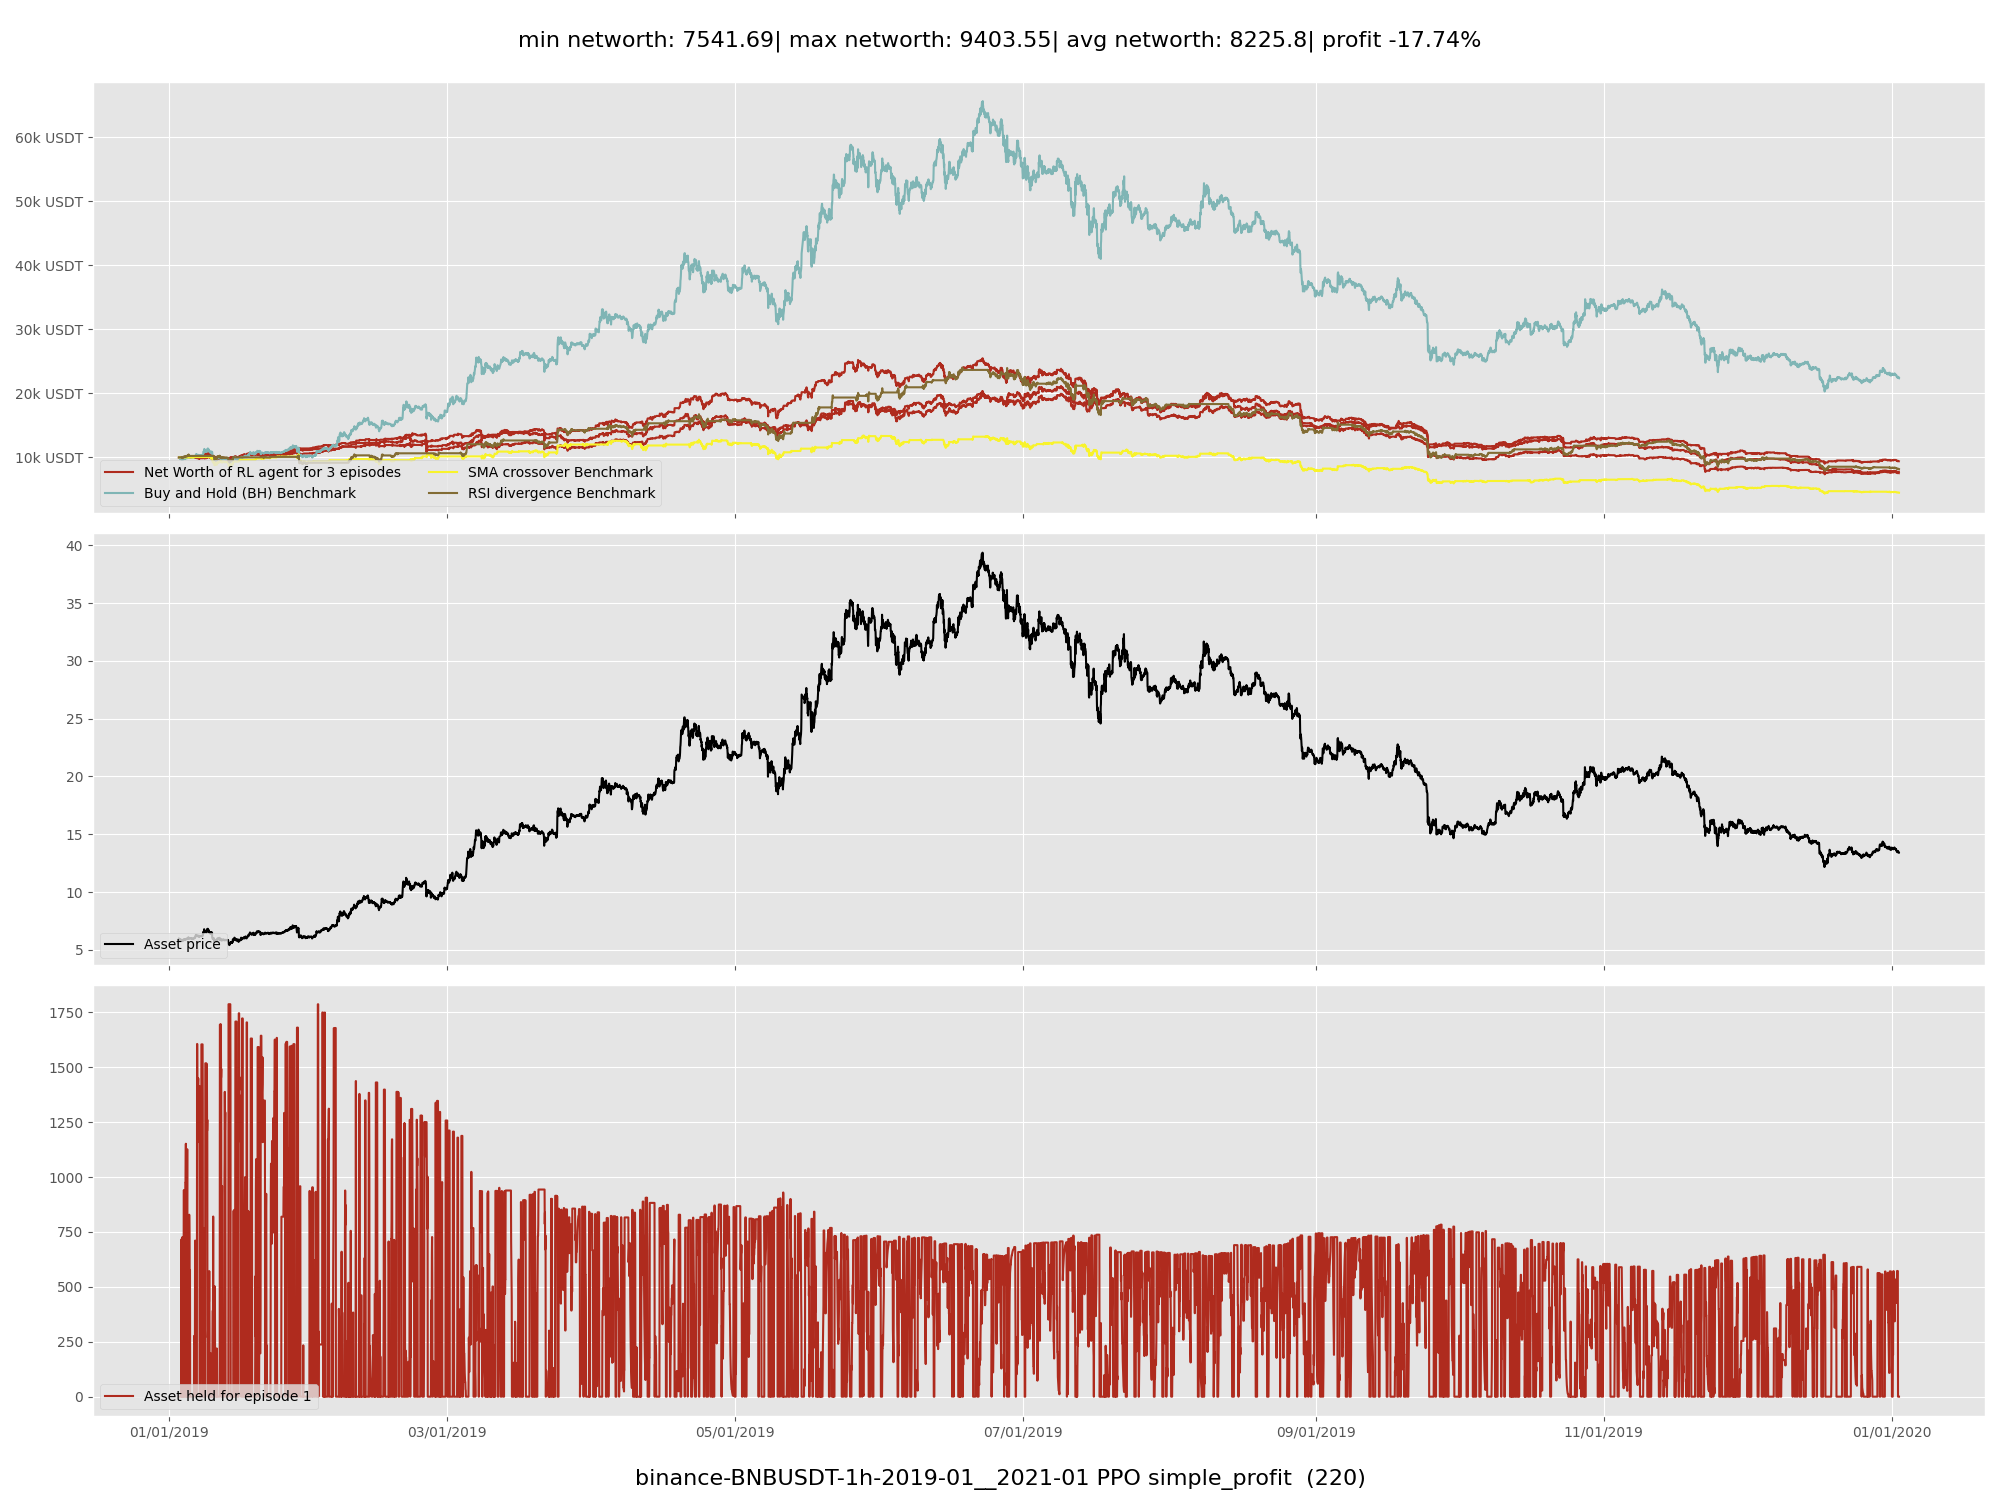 min networth: 7541.69| max networth: 9403.55| avg networth: 8225.8| profit -17.74%
60k USDT
50k USDT
40k USDT
30k USDT
20k USDT
10k USDT
Net Worth of RL agent for 3 episodes
Buy and Hold (BH) Benchmark
SMA crossover Benchmark
RSI divergence Benchmark
40
35
30
25
20
15
10
5
Asset price
1750
1500
1250
1000
750
500
250
0
Asset held for episode 1
01/01/2019 03/01/2019 05/01/2019 07/01/2019 09/01/2019 11/01/2019 01/01/2020
binance-BNBUSDT-1h-2019-01__2021-01 PPO simple_profit (220)